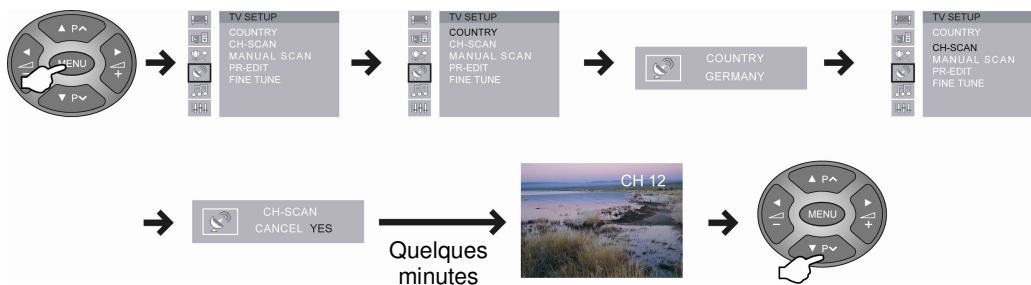 ▲ P∧
◄ MENU ►
+
▼ P∨
TV SETUP
COUNTRY
CH-SCAN
MANUAL SCAN
PR-EDIT
FINE TUNE
TV SETUP
COUNTRY
CH-SCAN
MANUAL SCAN
PR-EDIT
FINE TUNE
COUNTRY
GERMANY
TV SETUP
COUNTRY
CH-SCAN
MANUAL SCAN
PR-EDIT
FINE TUNE
CH-SCAN
CANCEL YES
Quelques
minutes
CH 12
▲ P∧
◄ MENU ►
− +
▼ P∨